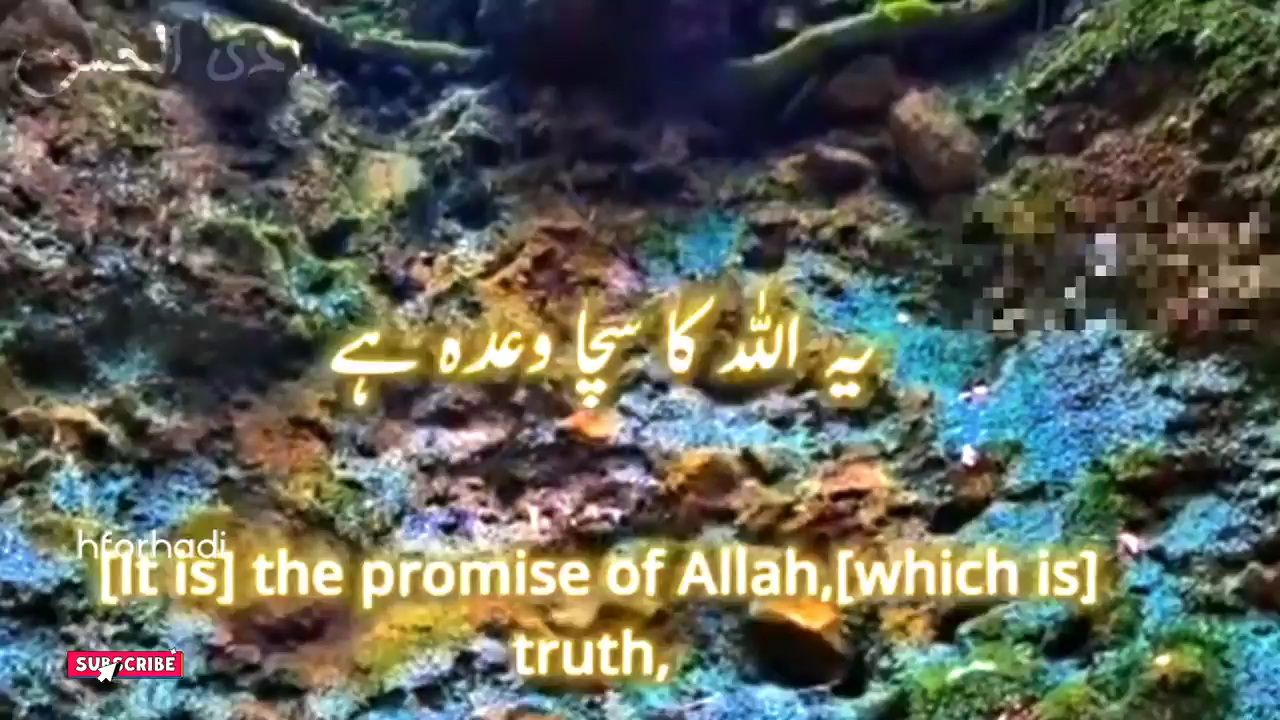 یہ اللہ کا سچا وعدہ ہے
hforhadi
[It is] the promise of Allah,[which is]
truth,
SUBSCRIBE